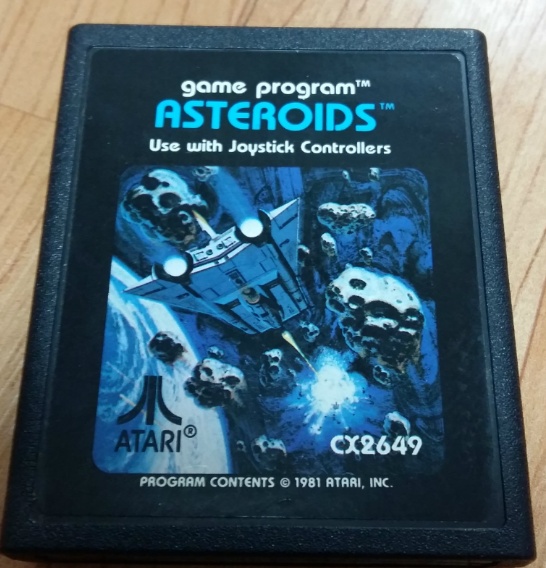 game program™
ASTEROIDS™
Use with Joystick Controllers
ATARI®
CX2649
PROGRAM CONTENTS © 1981 ATARI, INC.